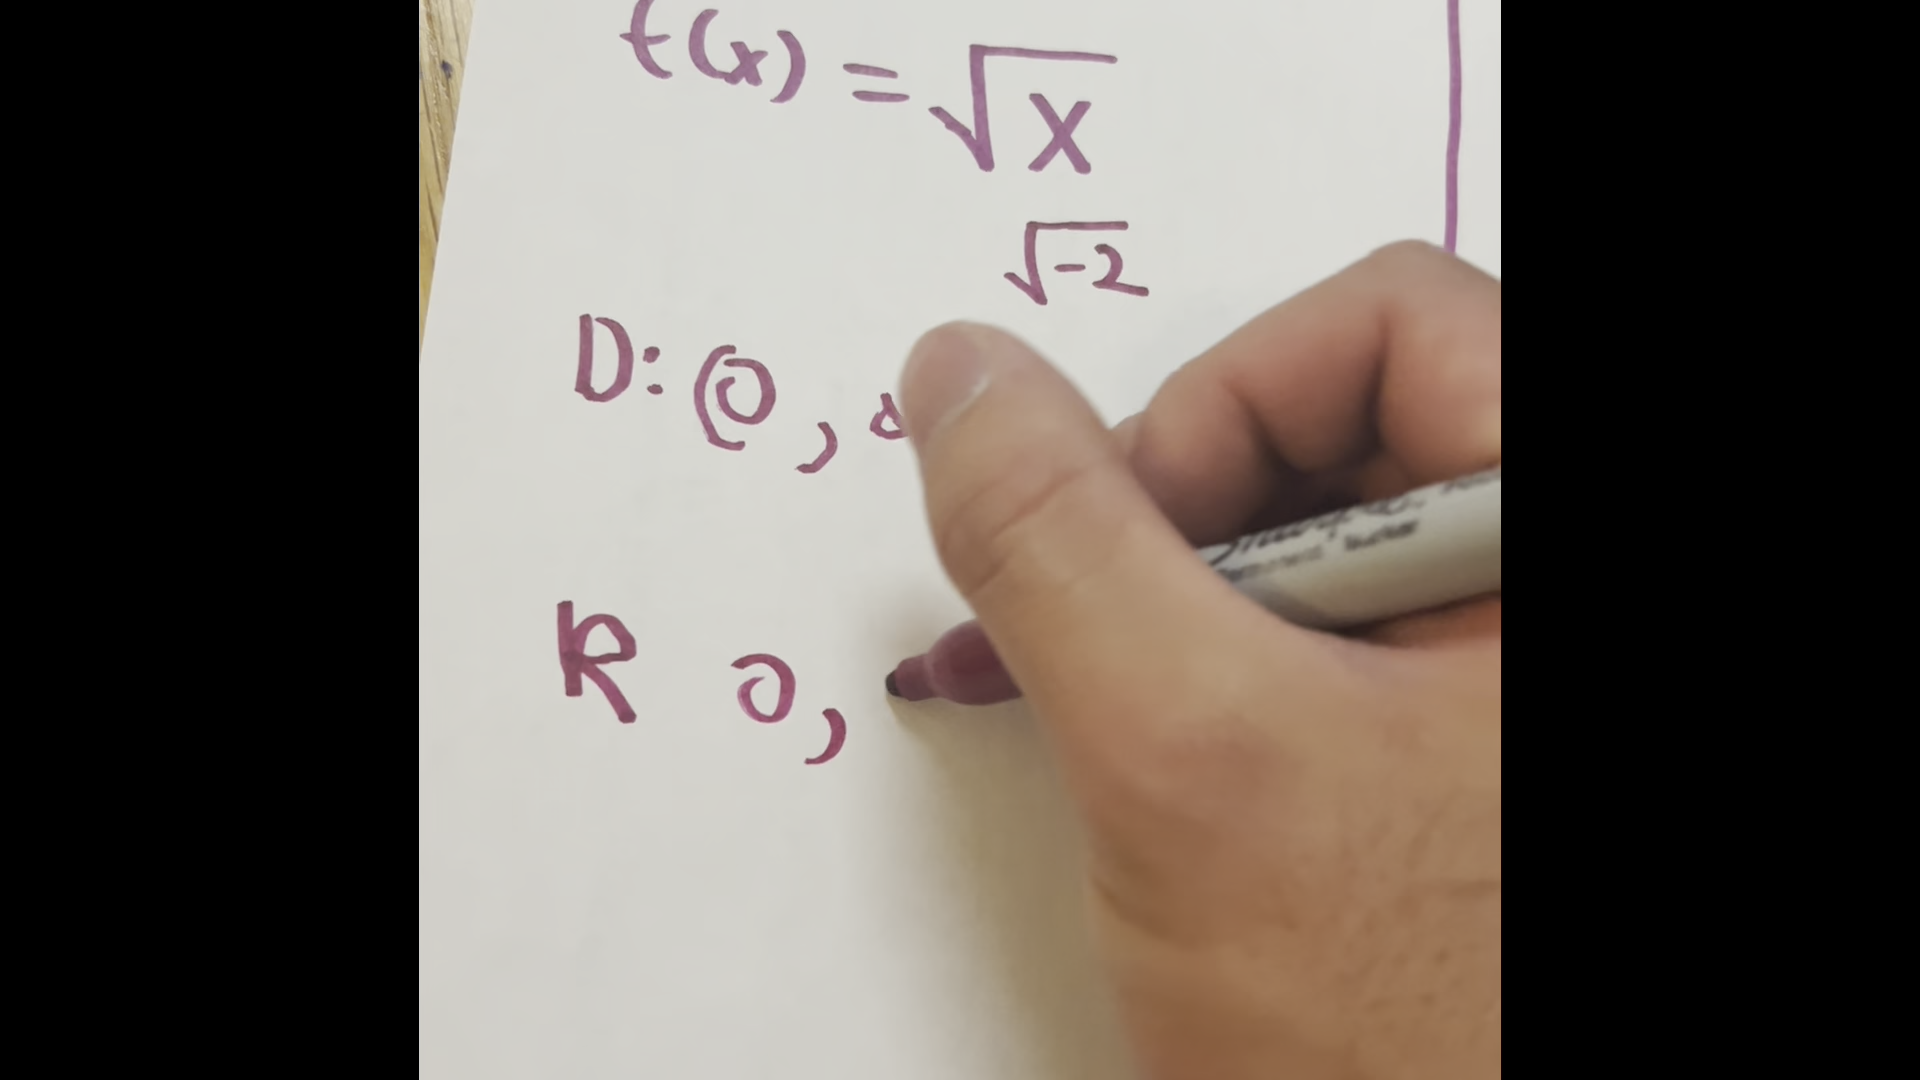 f(x) = √x
√-2
D: (0,
R 0,